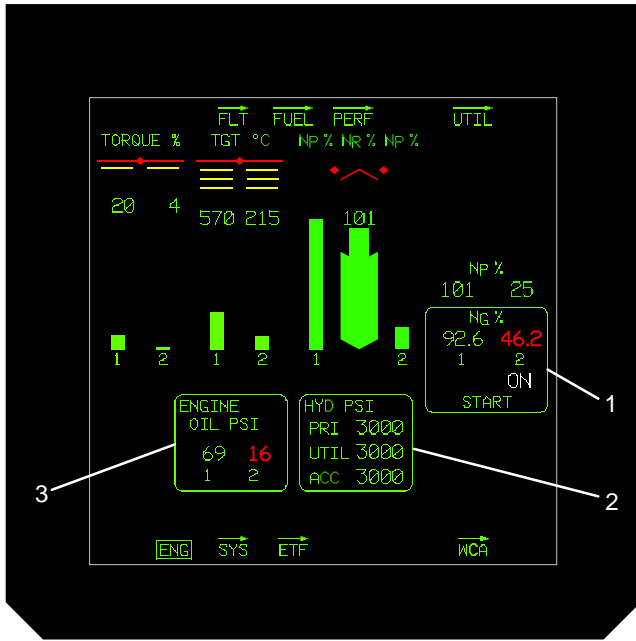 FLT FUEL PERF UTIL
TORQUE % TGT °C NP % NR % NP %
20 4 570 215 101
NP %
101 25
NG %
92.6 46.2
1 2
ON
START
1 2 1 2 1 2
ENGINE
OIL PSI
69 16
1 2
HYD PSI
PRI 3000
UTIL 3000
ACC 3000
1
2
3
ENG SYS ETF WCA